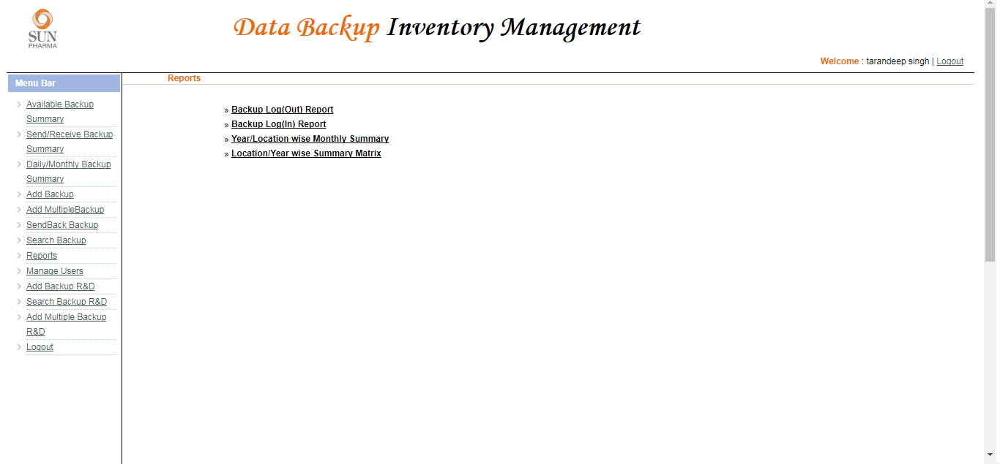 SUN
PHARMA
Data Backup Inventory Management
Welcome : tarandeep singh | Logout
Menu Bar
Reports
Available Backup
Summary
Send/Receive Backup
Summary
Daily/Monthly Backup
Summary
Add Backup
Add MultipleBackup
SendBack Backup
Search Backup
Reports
Manage Users
Add Backup R&D
Search Backup R&D
Add Multiple Backup
R&D
Logout
» Backup Log(Out) Report
» Backup Log(In) Report
» Year/Location wise Monthly Summary
» Location/Year wise Summary Matrix